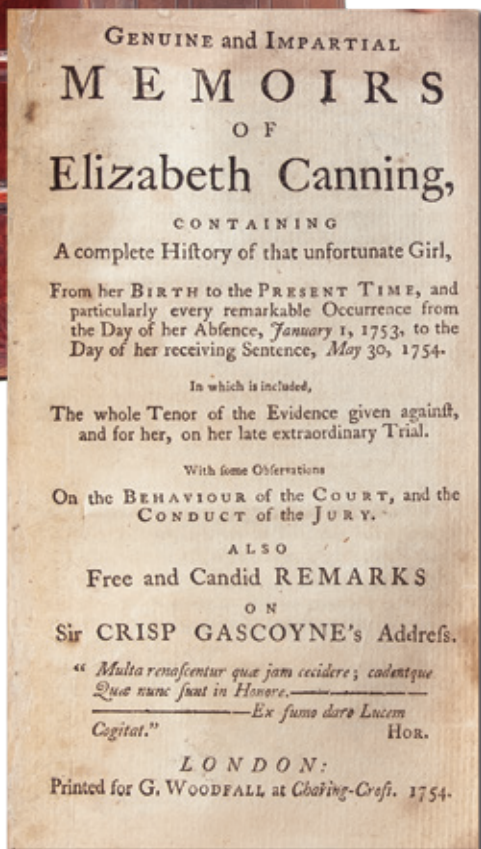 GENUINE and IMPARTIAL
MEMOIRS
OF
Elizabeth Canning,
CONTAINING
A complete Hiſtory of that unfortunate Girl,
From her BIRTH to the PRESENT TIME, and
particularly every remarkable Occurrence from
the Day of her Abſence, January 1, 1753, to the
Day of her receiving Sentence, May 30, 1754.
In which is included,
The whole Tenor of the Evidence given againſt,
and for her, on her late extraordinary Trial.
With ſome Obſervations
On the BEHAVIOUR of the COURT, and the
CONDUCT of the JURY.
ALSO
Free and Candid REMARKS
ON
Sir CRISP GASCOYNE's Addreſs.
“ Multa renaſcentur quæ jam cecidere; cadentque
Quæ nunc ſunt in Honore.————
————Ex fumo dare Lucem
Cogitat.” HOR.
LONDON:
Printed for G. WOODFALL at Charing-Croſs. 1754.